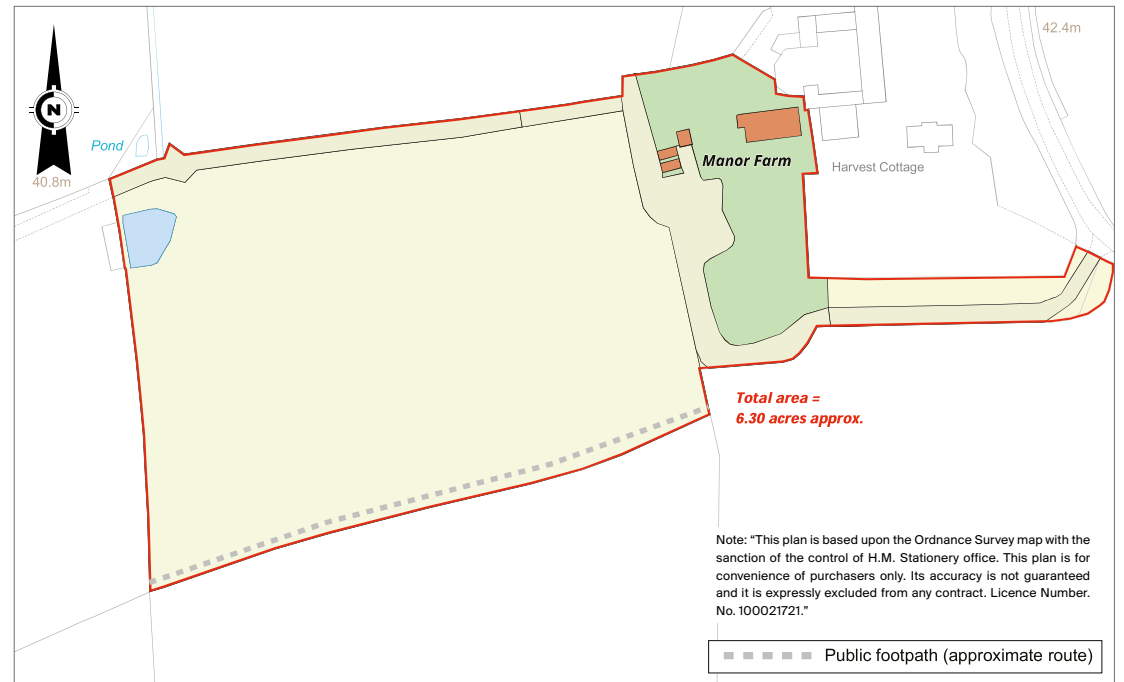 42.4m
N
Pond
40.8m
Manor Farm
Harvest Cottage
Total area =
6.30 acres approx.
Note: “This plan is based upon the Ordnance Survey map with the
sanction of the control of H.M. Stationery office. This plan is for
convenience of purchasers only. Its accuracy is not guaranteed
and it is expressly excluded from any contract. Licence Number.
No. 100021721.”
Public footpath (approximate route)